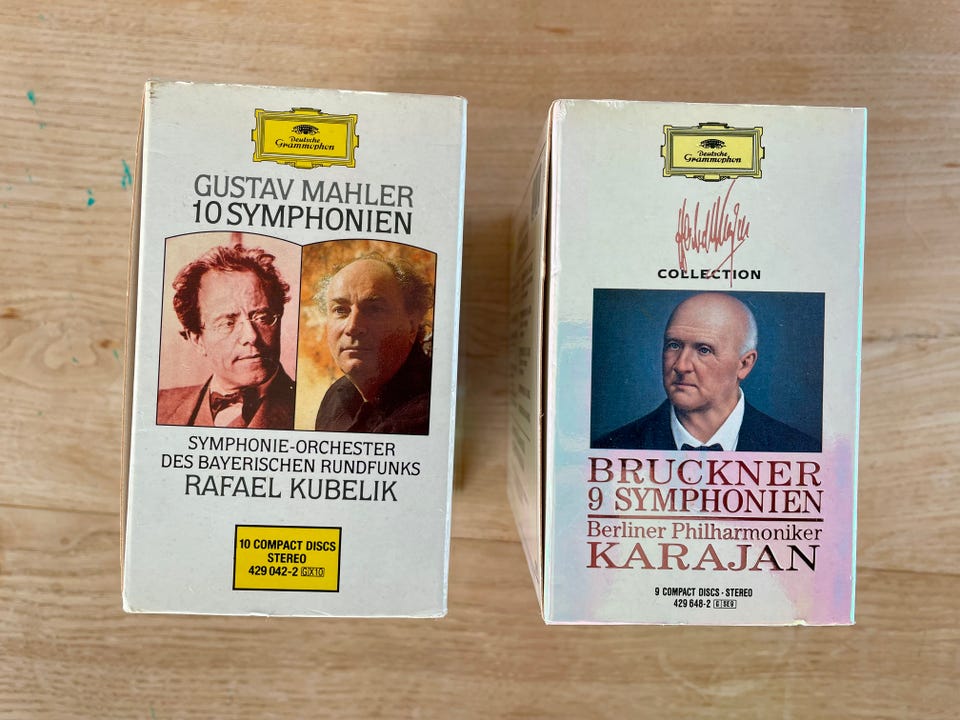 Deutsche
Grammophon
GUSTAV MAHLER
10 SYMPHONIEN
SYMPHONIE-ORCHESTER
DES BAYERISCHEN RUNDFUNKS
RAFAEL KUBELIK
10 COMPACT DISCS
STEREO
429 042-2 GX10
Deutsche
Grammophon
COLLECTION
BRUCKNER
9 SYMPHONIEN
Berliner Philharmoniker
KARAJAN
9 COMPACT DISCS · STEREO
429 648-2